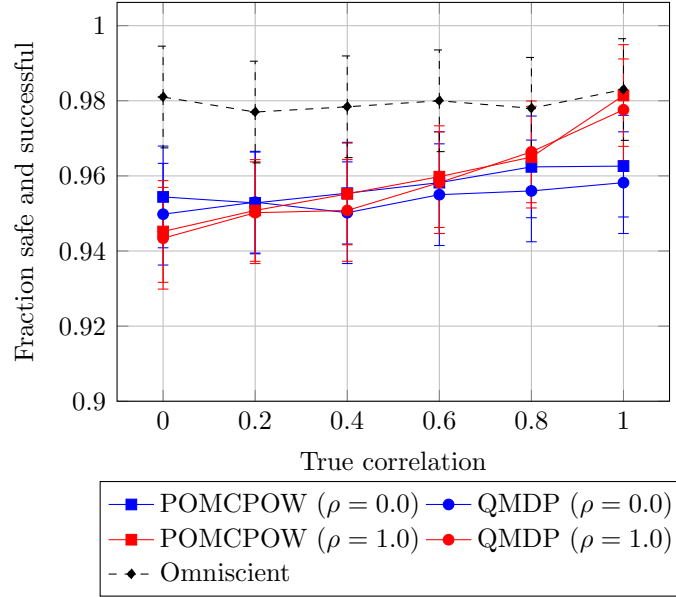 1
0.98
0.96
0.94
0.92
0.9
Fraction safe and successful
0 0.2 0.4 0.6 0.8 1
True correlation
POMCPOW (ρ = 0.0) QMDP (ρ = 0.0)
POMCPOW (ρ = 1.0) QMDP (ρ = 1.0)
Omniscient